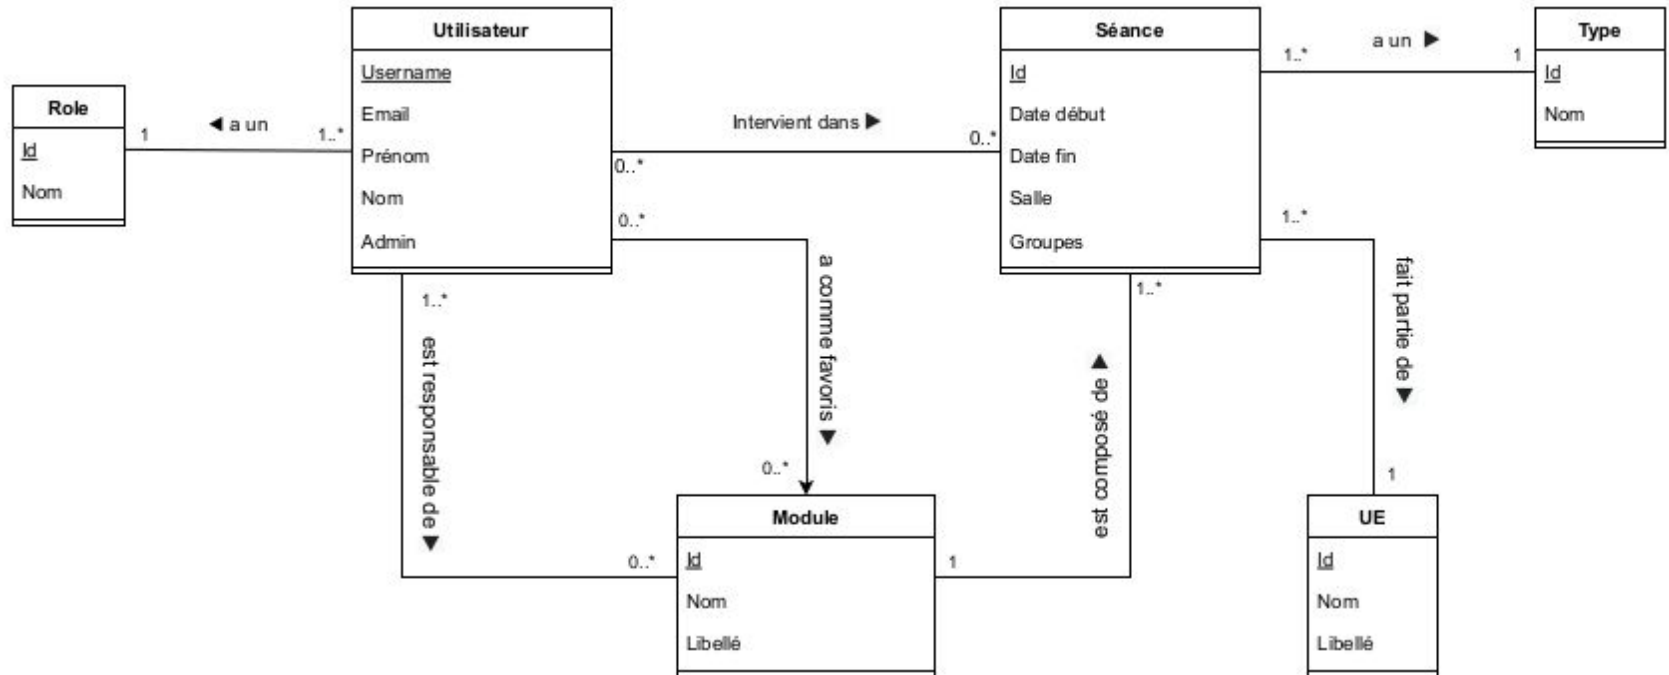 Utilisateur
Username
Email
Prénom
Nom
Admin
Séance
Id
Date début
Date fin
Salle
Groupes
Type
Id
Nom
Role
Id
Nom
1
◀ a un
1..*
Intervient dans ▶
0..*
0..*
1..*
a un ▶
1
0..*
a comme favoris ▶
0..*
1..*
est responsable de ▶
0..*
1..*
est composé de ▶
1
1..*
fait partie de ▶
1
Module
Id
Nom
Libellé
UE
Id
Nom
Libellé